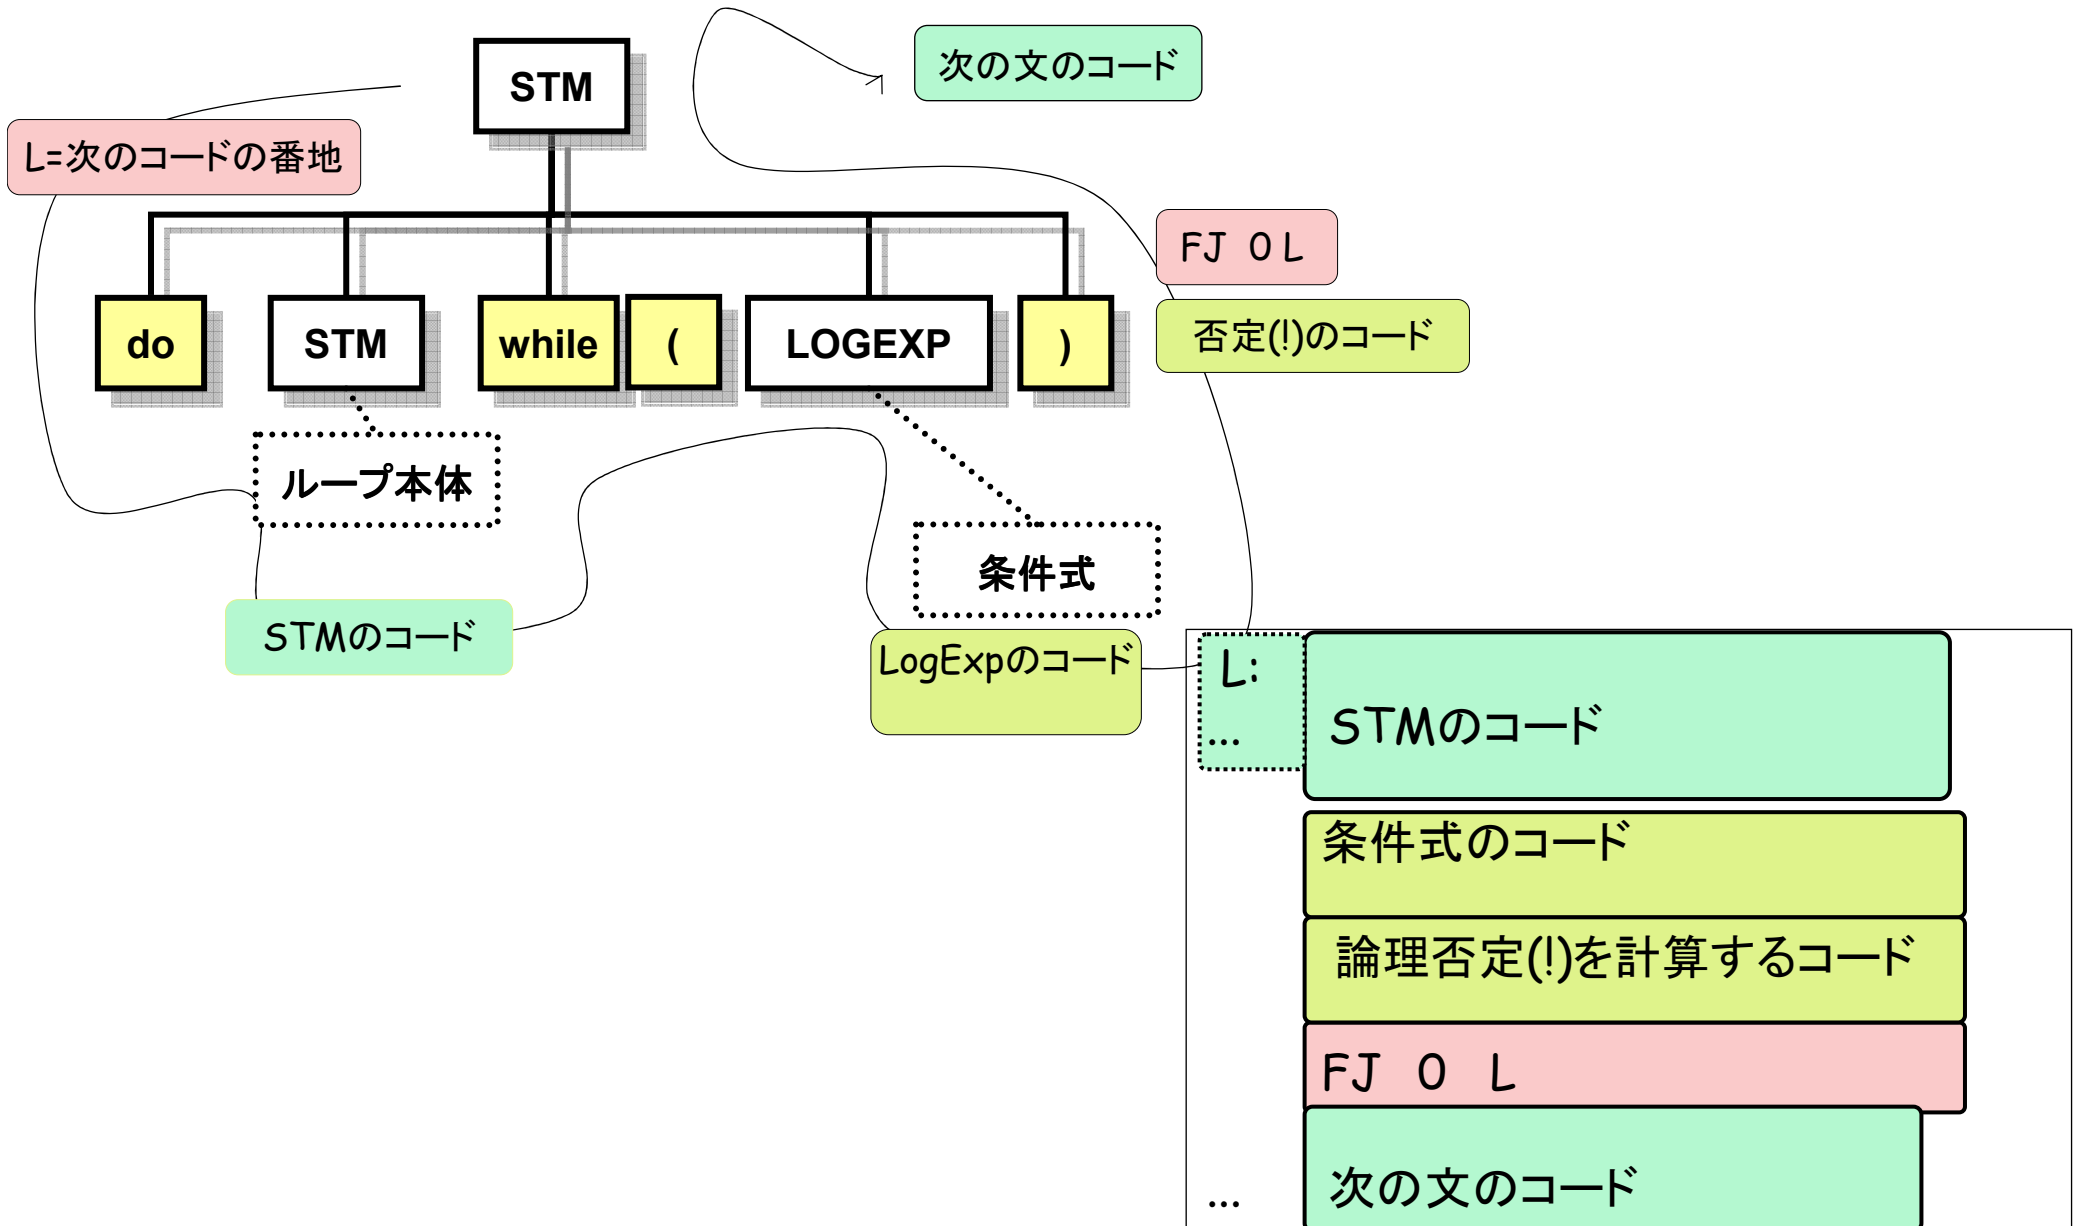 STM
次の文のコード
L=次のコードの番地
FJ 0 L
do
STM
while
(
LOGEXP
)
否定(!)のコード
ループ本体
条件式
STMのコード
LogExpのコード
L:
...
STMのコード
条件式のコード
論理否定(!)を計算するコード
FJ 0 L
...
次の文のコード